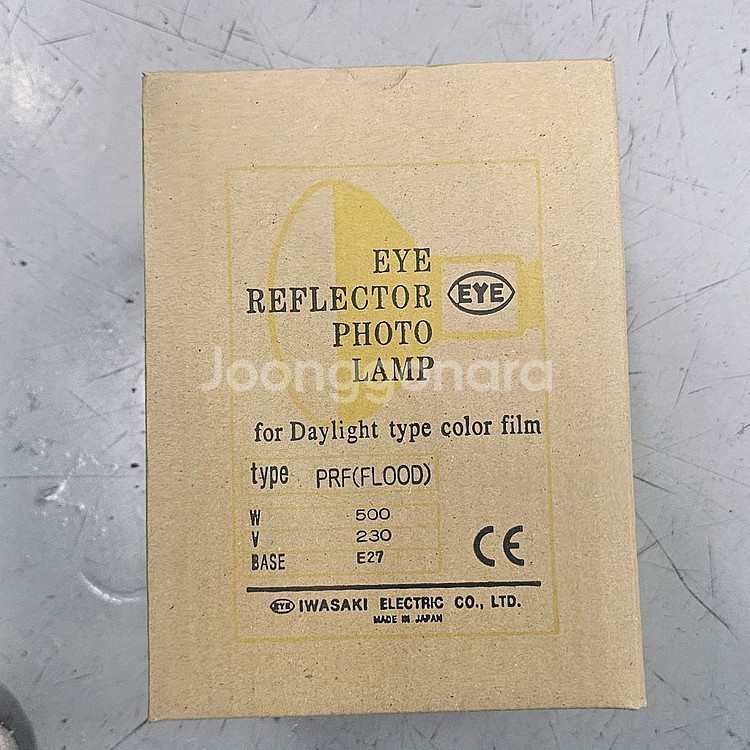 EYE
REFLECTOR
PHOTO
LAMP
EYE
Joonggonara
for Daylight type color film
type PRF(FLOOD)
W 500
V 230
BASE E27
CE
EYE IWASAKI ELECTRIC CO., LTD.
MADE IN JAPAN